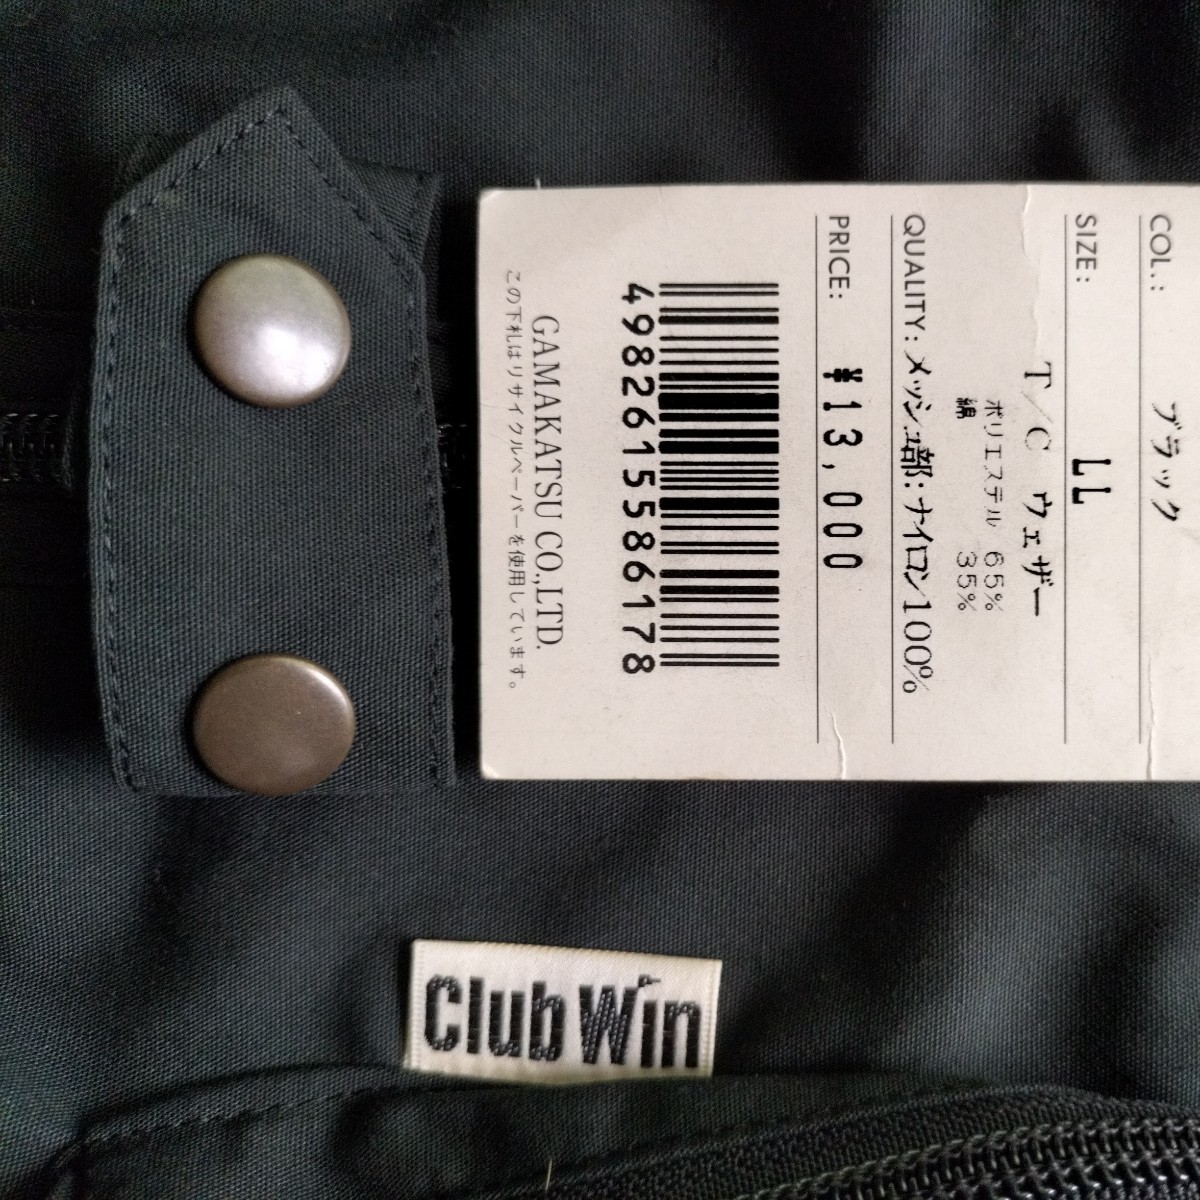 COL.: ブラック
SIZE: LL
T/C ウェザー
ポリエステル 65%
綿 35%
QUALITY: メッシュ部:ナイロン100%
PRICE: ¥13,000
4982615586178
GAMAKATSU CO.,LTD.
この下札はリサイクルペーパーを使用しています。
Club Win